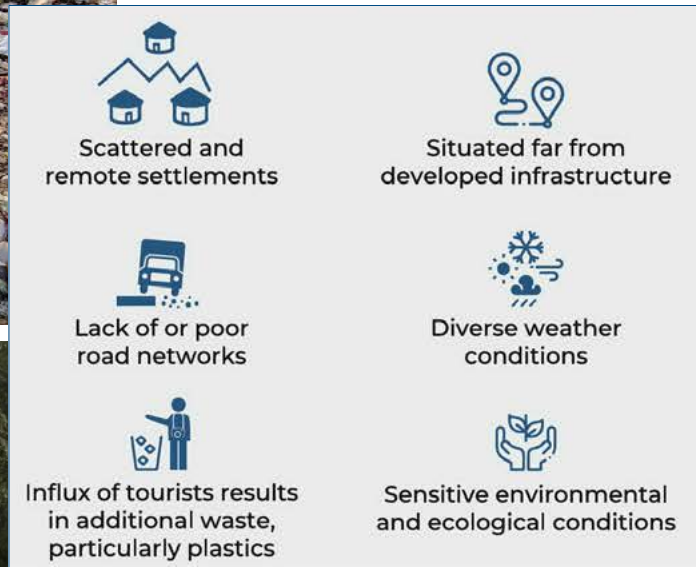 Scattered and
remote settlements
Situated far from
developed infrastructure
Lack of or poor
road networks
Diverse weather
conditions
Influx of tourists results
in additional waste,
particularly plastics
Sensitive environmental
and ecological conditions